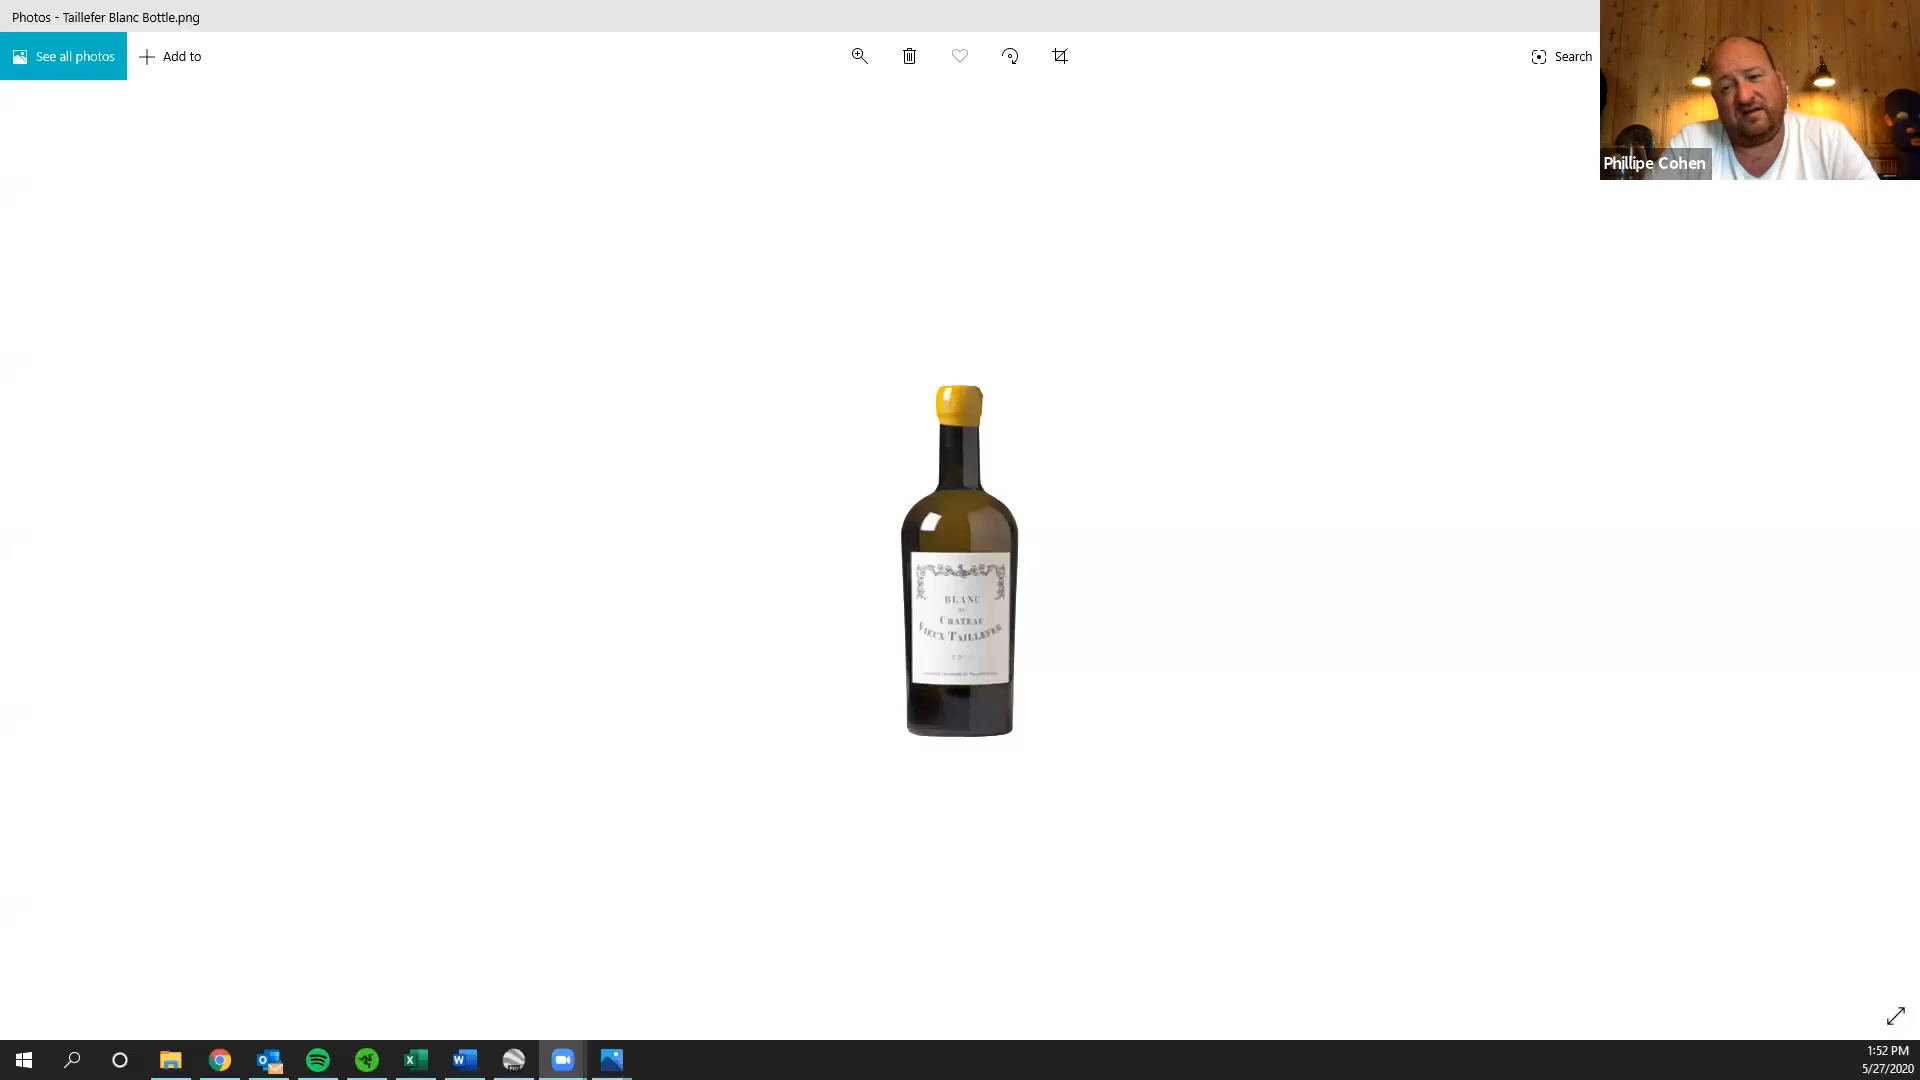 Photos - Taillefer Blanc Bottle.png
See all photos
Add to
Search
Phillipe Cohen
BLANC
CHATEAU
VIEUX TAILLEFER
1:52 PM
5/27/2020